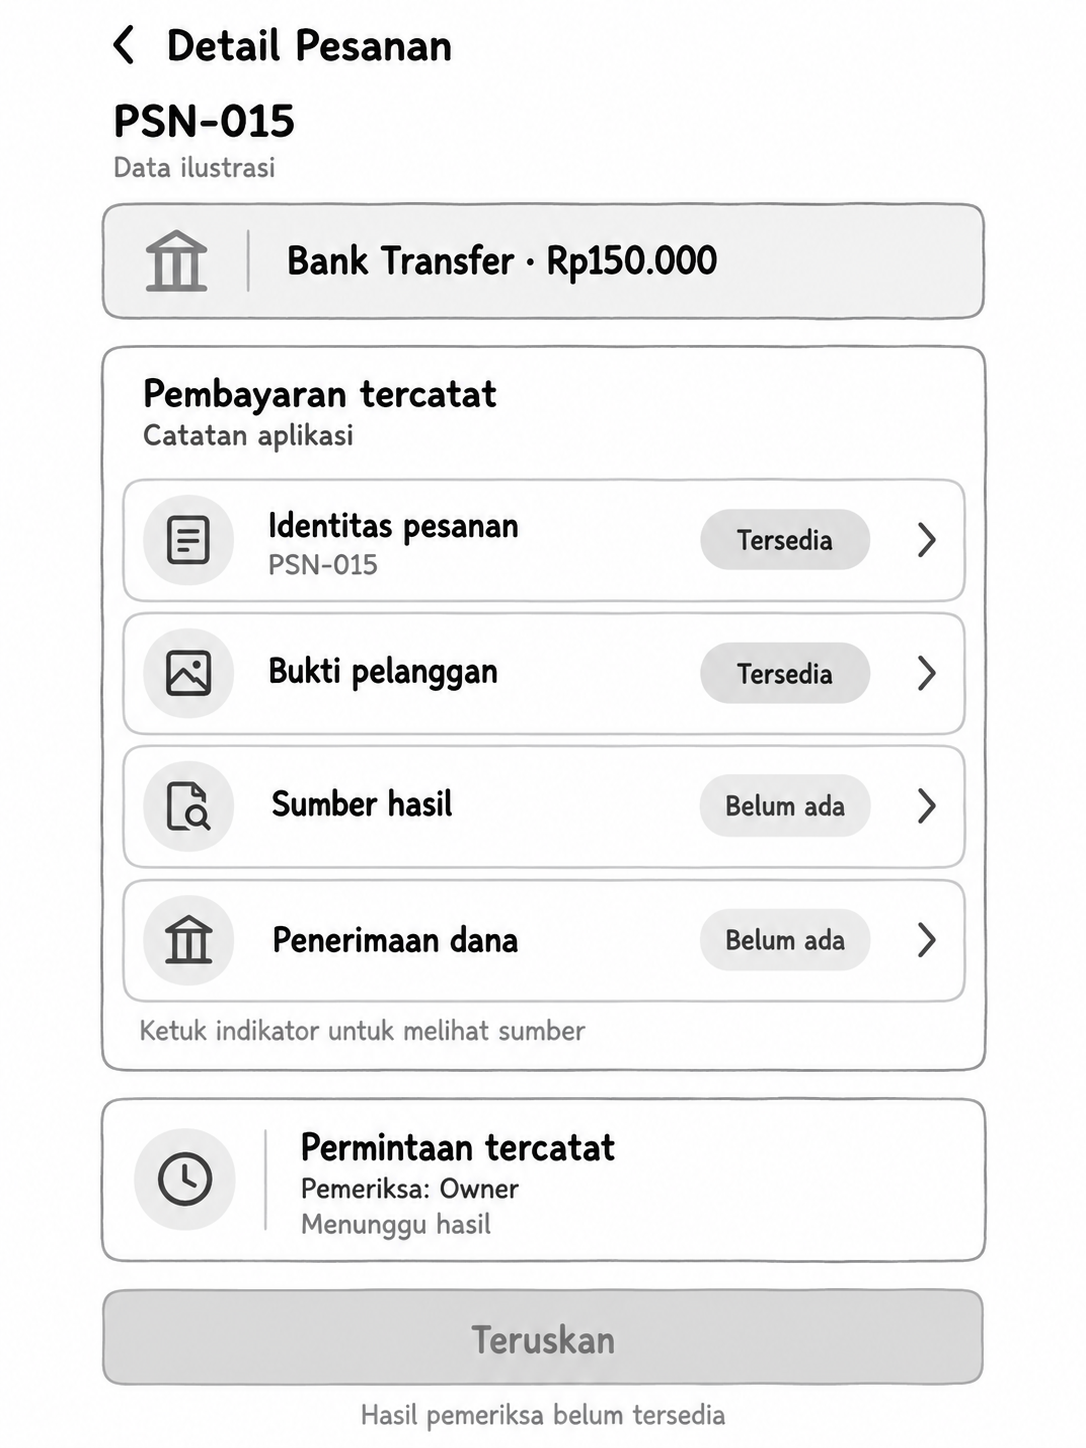 Detail Pesanan
PSN-015
Data ilustrasi
Bank Transfer · Rp150.000
Pembayaran tercatat
Catatan aplikasi
Identitas pesanan
PSN-015
Tersedia
Bukti pelanggan
Tersedia
Sumber hasil
Belum ada
Penerimaan dana
Belum ada
Ketuk indikator untuk melihat sumber
Permintaan tercatat
Pemeriksa: Owner
Menunggu hasil
Teruskan
Hasil pemeriksa belum tersedia